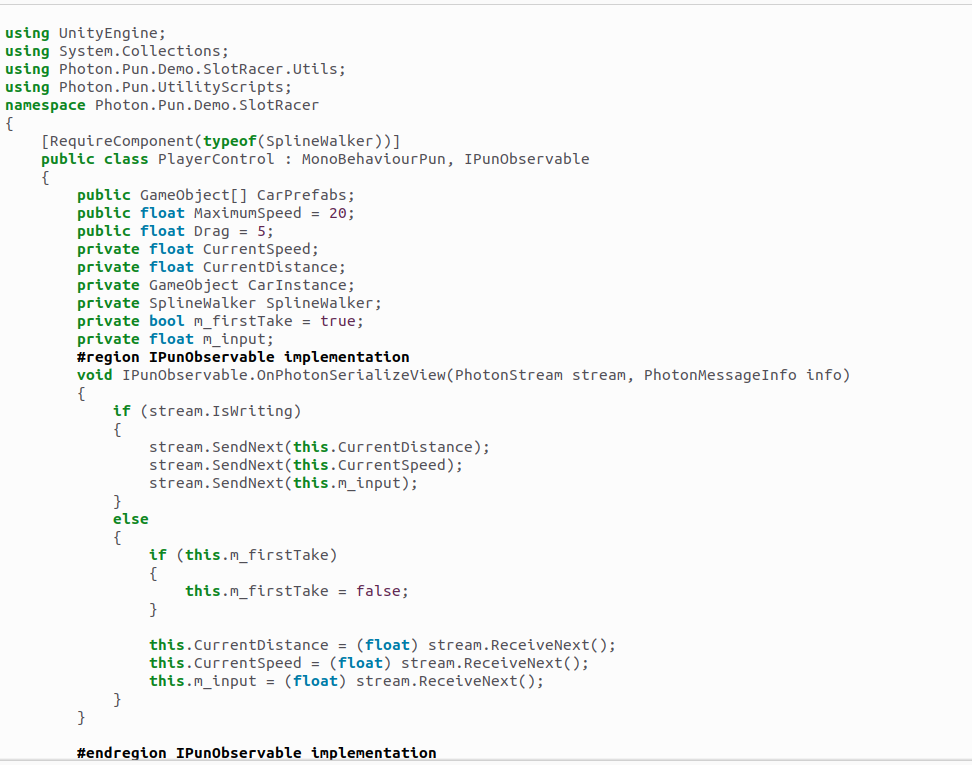 using UnityEngine;
using System.Collections;
using Photon.Pun.Demo.SlotRacer.Utils;
using Photon.Pun.UtilityScripts;
namespace Photon.Pun.Demo.SlotRacer
{
    [RequireComponent(typeof(SplineWalker))]
    public class PlayerControl : MonoBehaviourPun, IPunObservable
    {
        public GameObject[] CarPrefabs;
        public float MaximumSpeed = 20;
        public float Drag = 5;
        private float CurrentSpeed;
        private float CurrentDistance;
        private GameObject CarInstance;
        private SplineWalker SplineWalker;
        private bool m_firstTake = true;
        private float m_input;
        #region IPunObservable implementation
        void IPunObservable.OnPhotonSerializeView(PhotonStream stream, PhotonMessageInfo info)
        {
            if (stream.IsWriting)
            {
                stream.SendNext(this.CurrentDistance);
                stream.SendNext(this.CurrentSpeed);
                stream.SendNext(this.m_input);
            }
            else
            {
                if (this.m_firstTake)
                {
                    this.m_firstTake = false;
                }

                this.CurrentDistance = (float) stream.ReceiveNext();
                this.CurrentSpeed = (float) stream.ReceiveNext();
                this.m_input = (float) stream.ReceiveNext();
            }
        }

        #endregion IPunObservable implementation